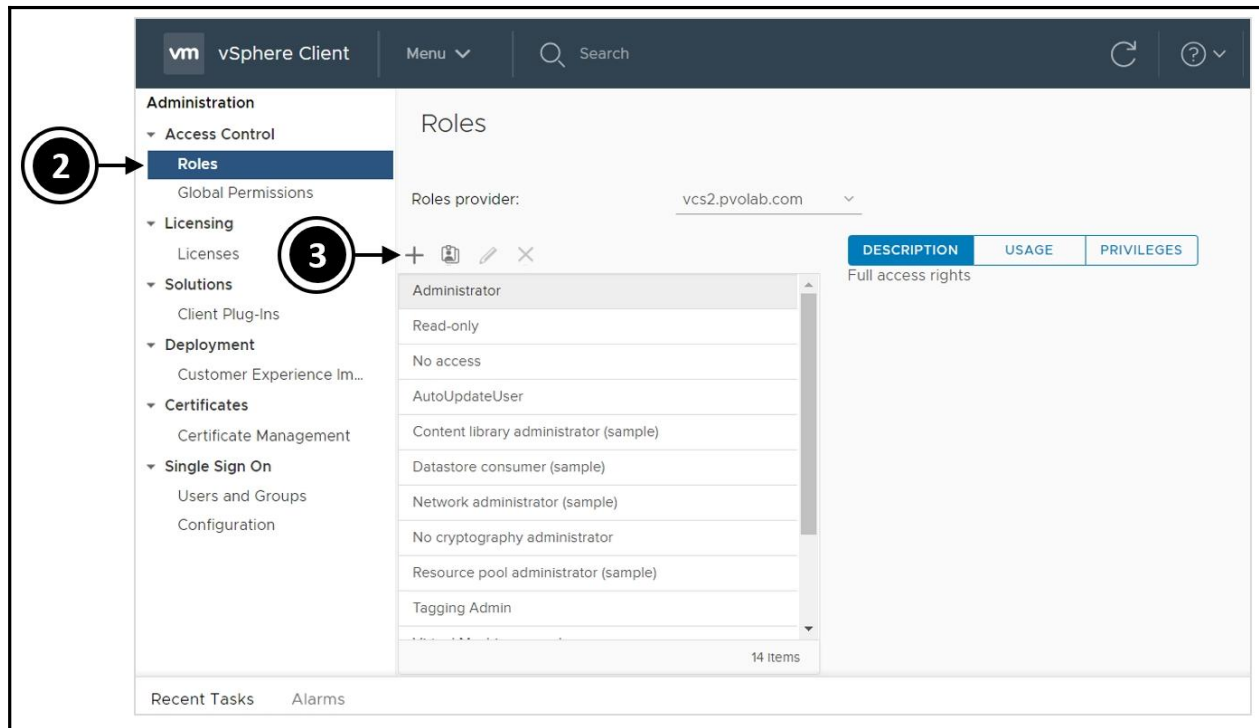 vm vSphere Client Menu Search
Administration
Access Control
2
Roles
Global Permissions
Licensing
Licenses
Solutions
Client Plug-Ins
Deployment
Customer Experience Im...
Certificates
Certificate Management
Single Sign On
Users and Groups
Configuration
Roles
Roles provider: vcs2.pvolab.com
3
Administrator
Read-only
No access
AutoUpdateUser
Content library administrator (sample)
Datastore consumer (sample)
Network administrator (sample)
No cryptography administrator
Resource pool administrator (sample)
Tagging Admin
14 items
DESCRIPTION USAGE PRIVILEGES
Full access rights
Recent Tasks Alarms